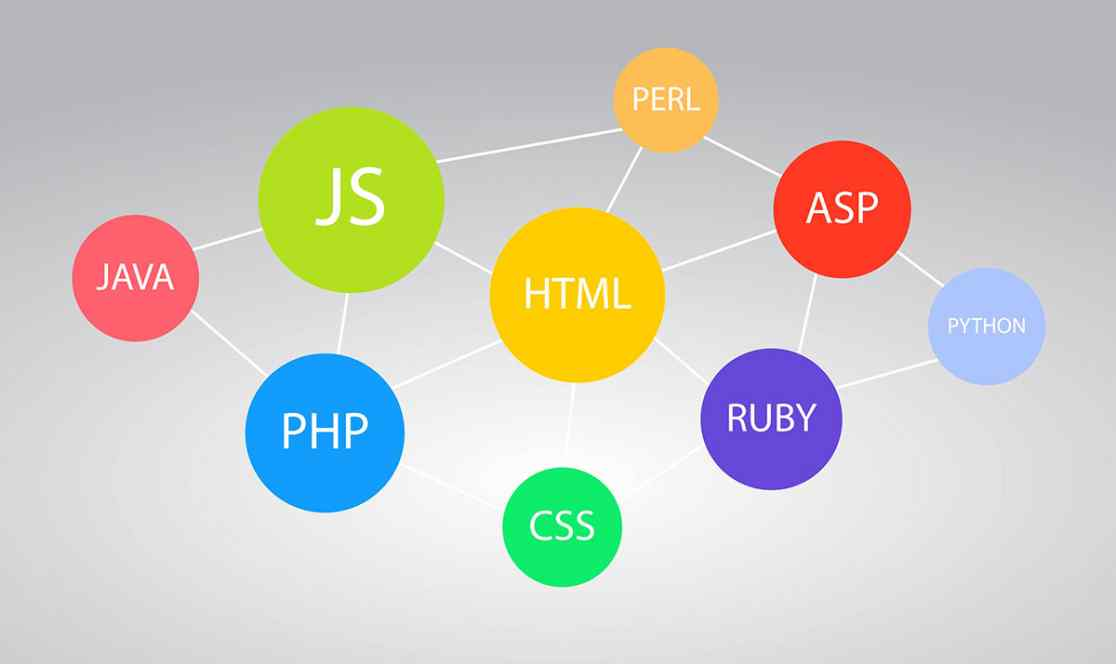 PERL
JS
ASP
JAVA
HTML
PYTHON
PHP
RUBY
CSS